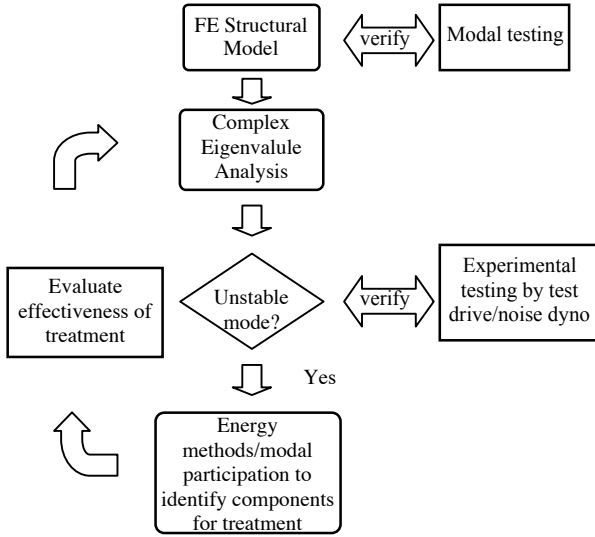 FE Structural
Model
verify
Modal testing
Complex
Eigenvalule
Analysis
Evaluate
effectiveness of
treatment
Unstable
mode?
verify
Experimental
testing by test
drive/noise dyno
Yes
Energy
methods/modal
participation to
identify components
for treatment